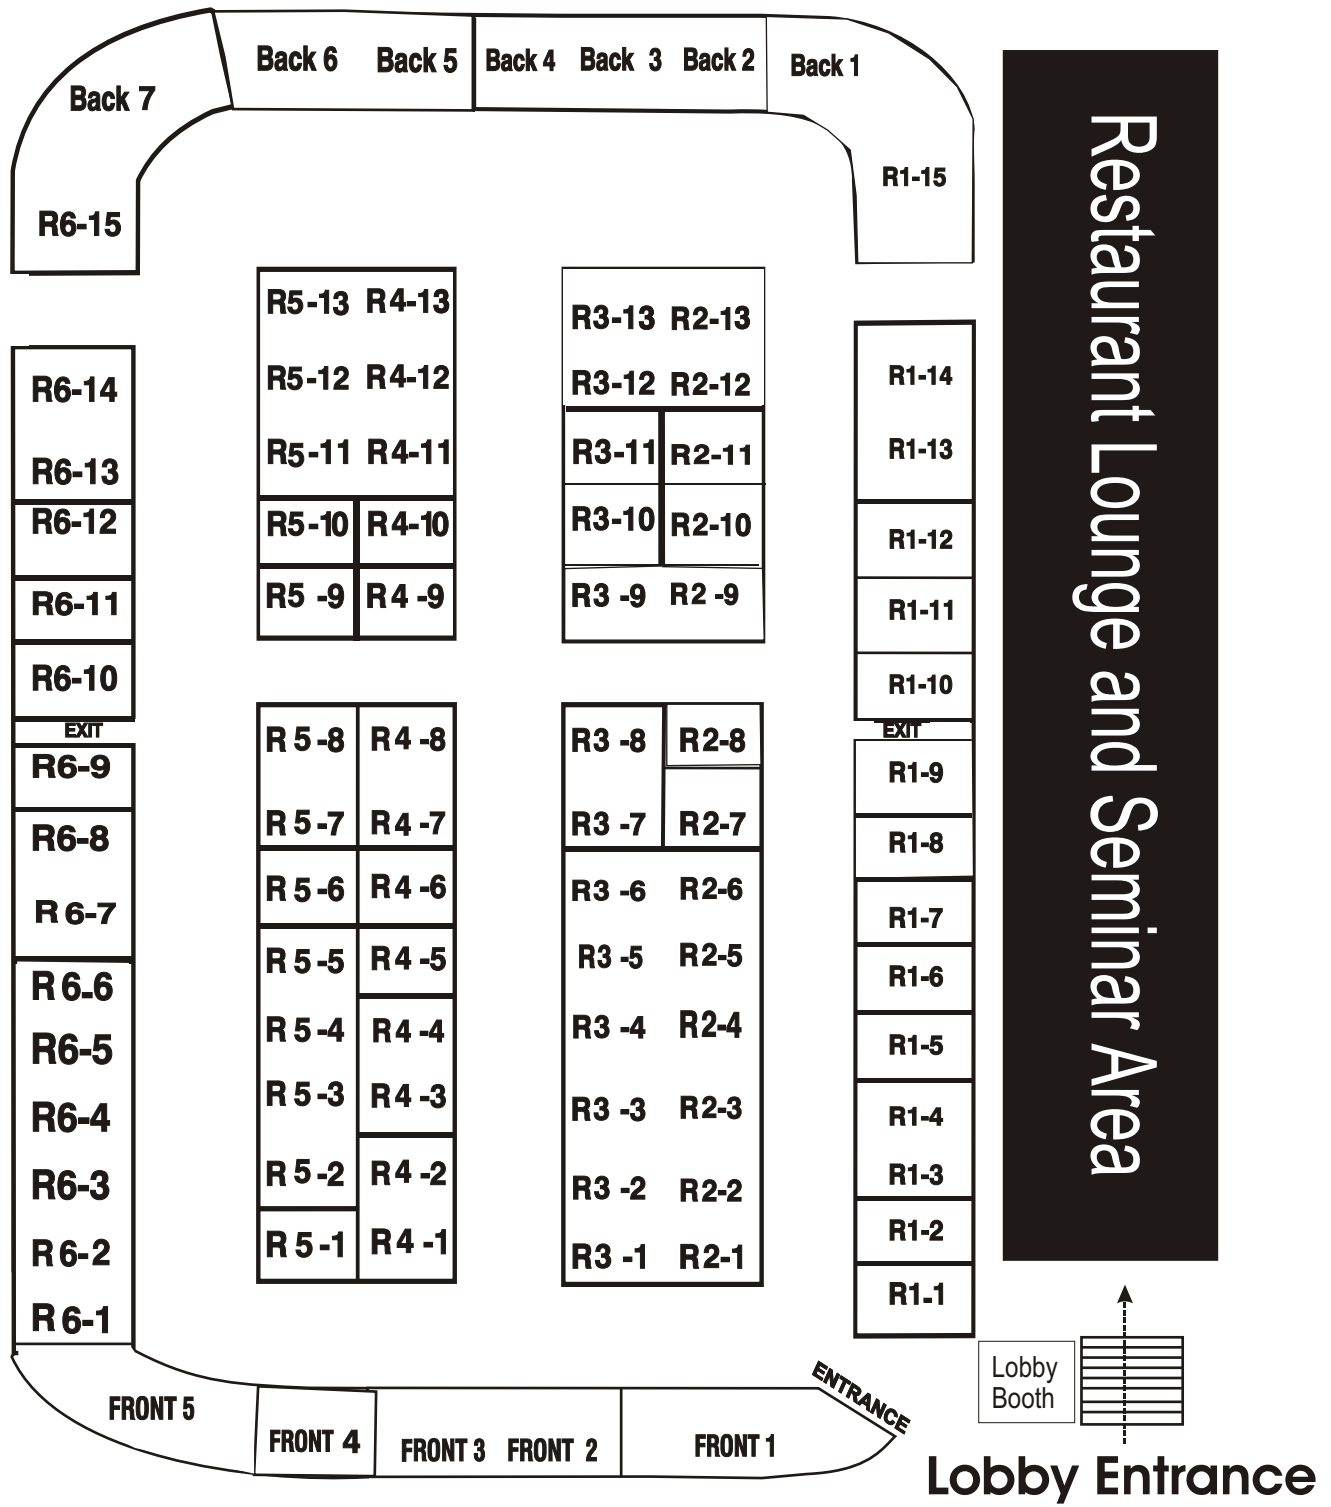 Back 7
Back 6
Back 5
Back 4
Back 3
Back 2
Back 1
R6-15
R1-15
R5-13 R4-13
R5-12 R4-12
R5-11 R4-11
R5-10 R4-10
R5-9 R4-9
R3-13 R2-13
R3-12 R2-12
R3-11 R2-11
R3-10 R2-10
R3-9 R2-9
R6-14
R6-13
R6-12
R6-11
R6-10
EXIT
R6-9
R6-8
R6-7
R6-6
R6-5
R6-4
R6-3
R6-2
R6-1
R5-8 R4-8
R5-7 R4-7
R5-6 R4-6
R5-5 R4-5
R5-4 R4-4
R5-3 R4-3
R5-2 R4-2
R5-1 R4-1
R3-8 R2-8
R3-7 R2-7
R3-6 R2-6
R3-5 R2-5
R3-4 R2-4
R3-3 R2-3
R3-2 R2-2
R3-1 R2-1
R1-14
R1-13
R1-12
R1-11
R1-10
EXIT
R1-9
R1-8
R1-7
R1-6
R1-5
R1-4
R1-3
R1-2
R1-1
Restaurant Lounge and Seminar Area
FRONT 5
FRONT 4
FRONT 3
FRONT 2
FRONT 1
ENTRANCE
Lobby
Booth
Lobby Entrance